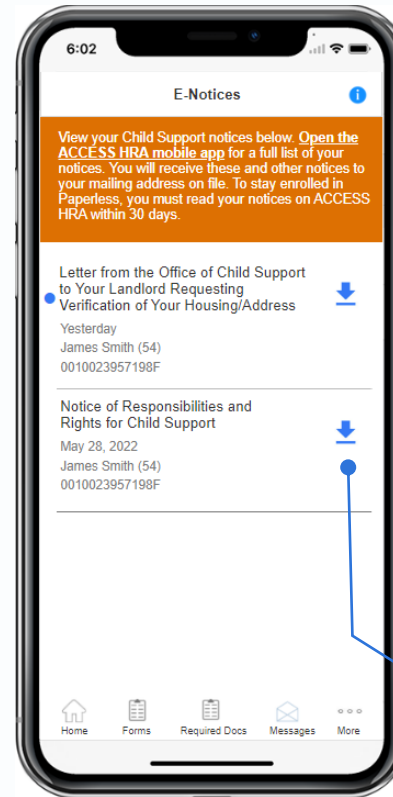 6:02
E-Notices
View your Child Support notices below. Open the
ACCESS HRA mobile app for a full list of your
notices. You will receive these and other notices to
your mailing address on file. To stay enrolled in
Paperless, you must read your notices on ACCESS
HRA within 30 days.
Letter from the Office of Child Support
to Your Landlord Requesting
Verification of Your Housing/Address
Yesterday
James Smith (54)
0010023957198F
Notice of Responsibilities and
Rights for Child Support
May 28, 2022
James Smith (54)
0010023957198F
Home Forms Required Docs Messages More